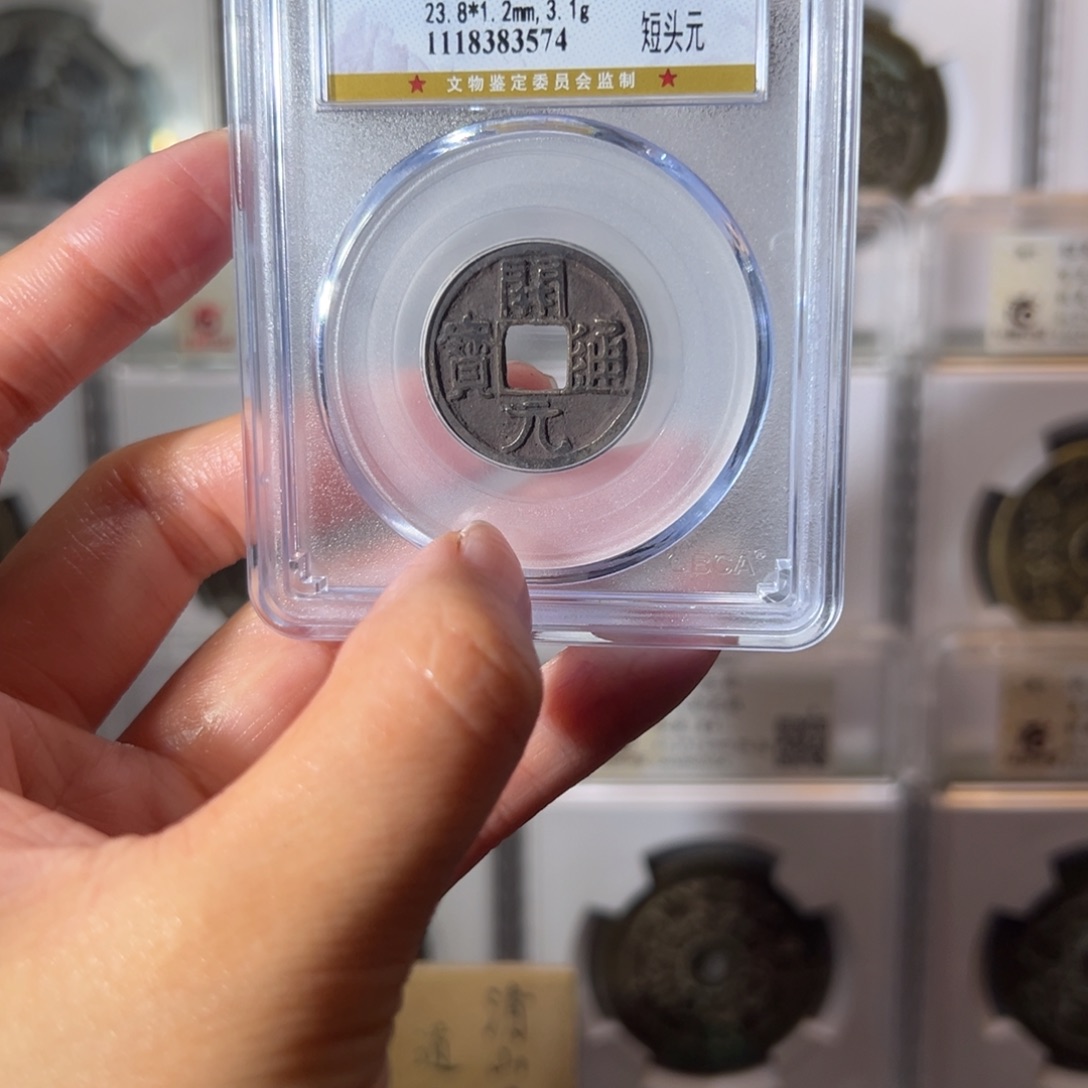 23.8*1.2mm,3.1g
1118383574 短头元
★ 文物鉴定委员会监制 ★
開
寶 通
元